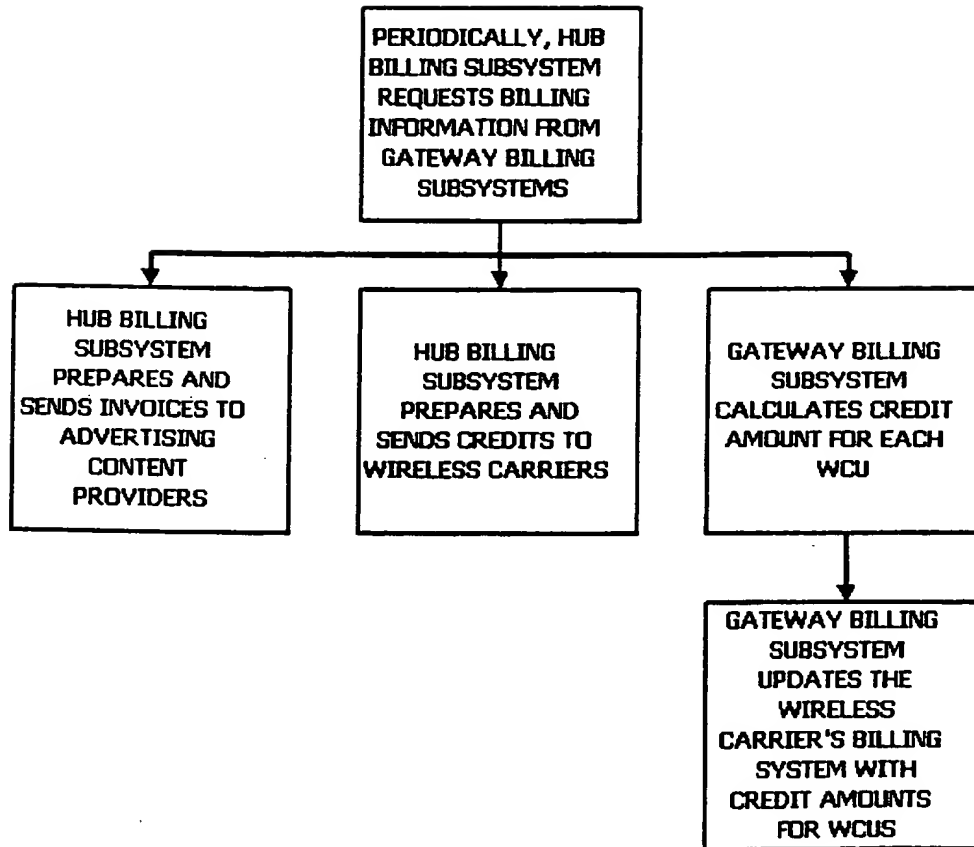 PERIODICALLY, HUB
BILLING SUBSYSTEM
REQUESTS BILLING
INFORMATION FROM
GATEWAY BILLING
SUBSYSTEMS
HUB BILLING
SUBSYSTEM
PREPARES AND
SENDS INVOICES TO
ADVERTISING
CONTENT
PROVIDERS
HUB BILLING
SUBSYSTEM
PREPARES AND
SENDS CREDITS TO
WIRELESS CARRIERS
GATEWAY BILLING
SUBSYSTEM
CALCULATES CREDIT
AMOUNT FOR EACH
WCU
GATEWAY BILLING
SUBSYSTEM
UPDATES THE
WIRELESS
CARRIER'S BILLING
SYSTEM WITH
CREDIT AMOUNTS
FOR WCUS